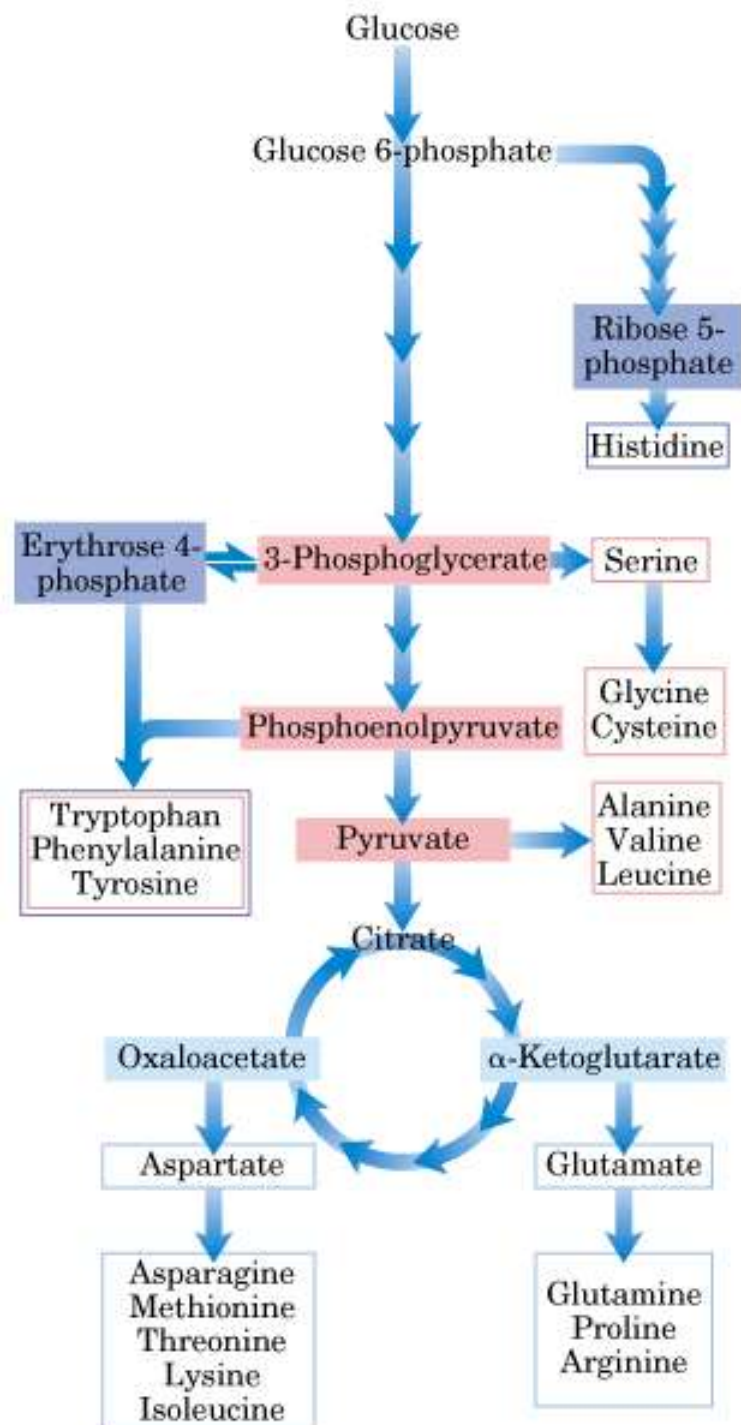 Glucose
Glucose 6-phosphate
Ribose 5-
phosphate
Histidine
Erythrose 4-
phosphate
3-Phosphoglycerate
Serine
Glycine
Cysteine
Phosphoenolpyruvate
Tryptophan
Phenylalanine
Tyrosine
Pyruvate
Alanine
Valine
Leucine
Citrate
Oxaloacetate
α-Ketoglutarate
Aspartate
Glutamate
Asparagine
Methionine
Threonine
Lysine
Isoleucine
Glutamine
Proline
Arginine